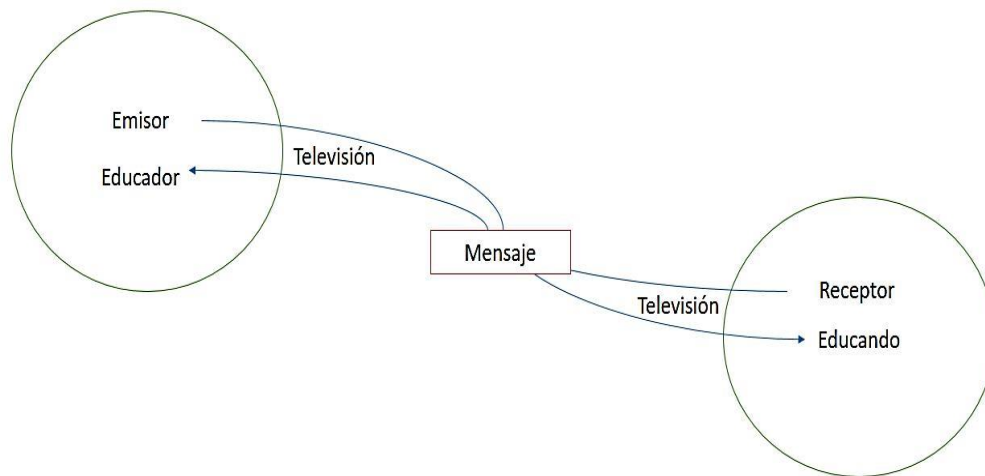 Emisor
Televisión
Educador
Mensaje
Receptor
Televisión
Educando